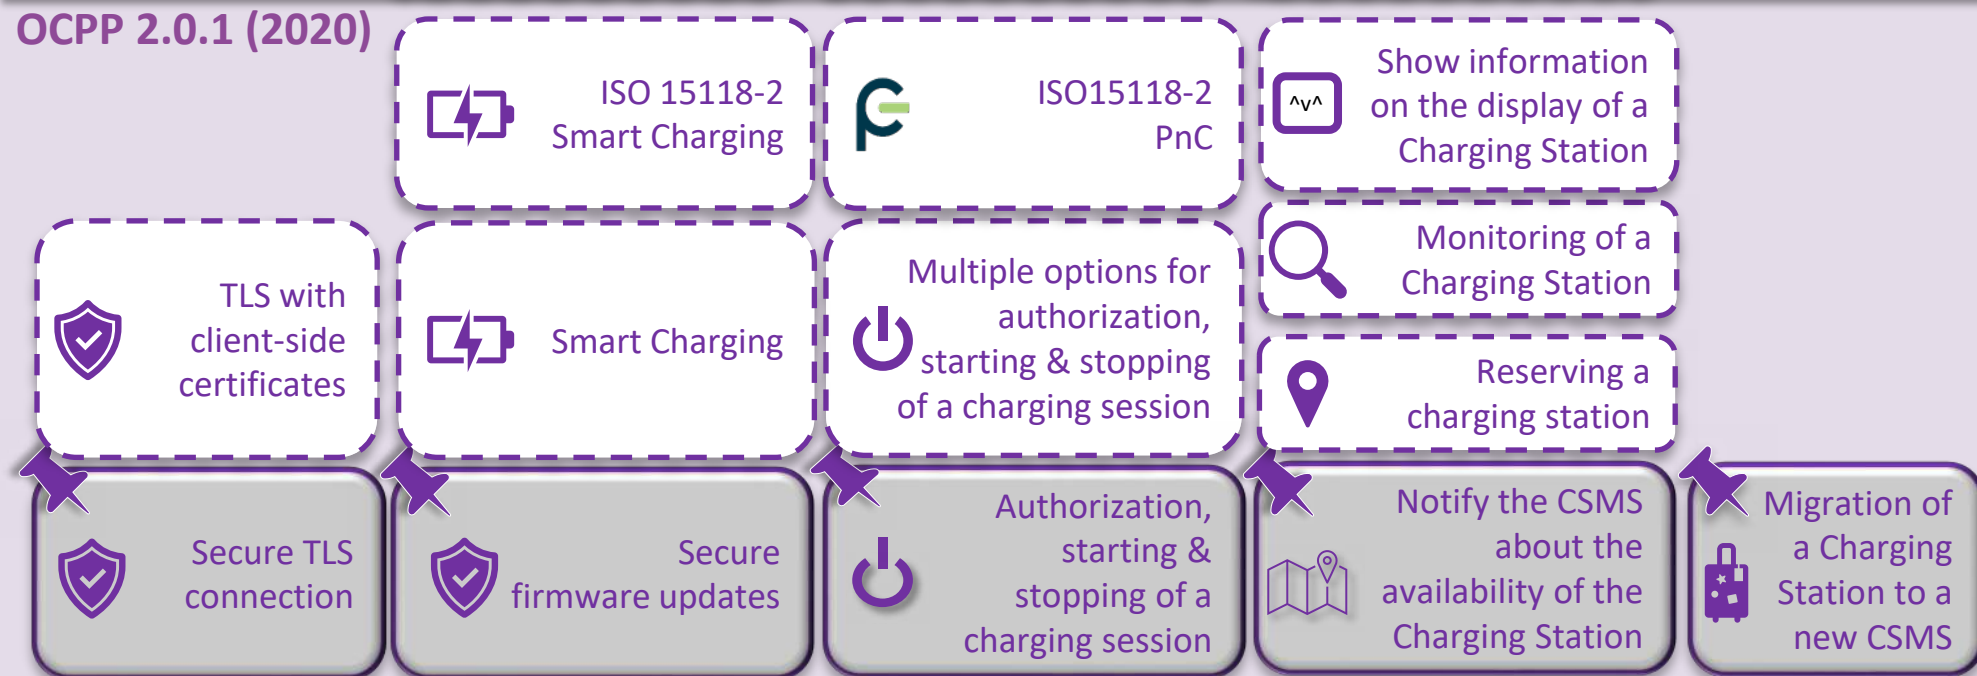 OCPP 2.0.1 (2020)
ISO 15118-2
Smart Charging
ISO15118-2
PnC
Show information
on the display of a
Charging Station
^v^
Monitoring of a
Charging Station
Reserving a
charging station
TLS with
client-side
certificates
Smart Charging
Multiple options for
authorization,
starting & stopping
of a charging session
Secure TLS
connection
Secure
firmware updates
Authorization,
starting &
stopping of a
charging session
Notify the CSMS
about the
availability of the
Charging Station
Migration of
a Charging
Station to a
new CSMS